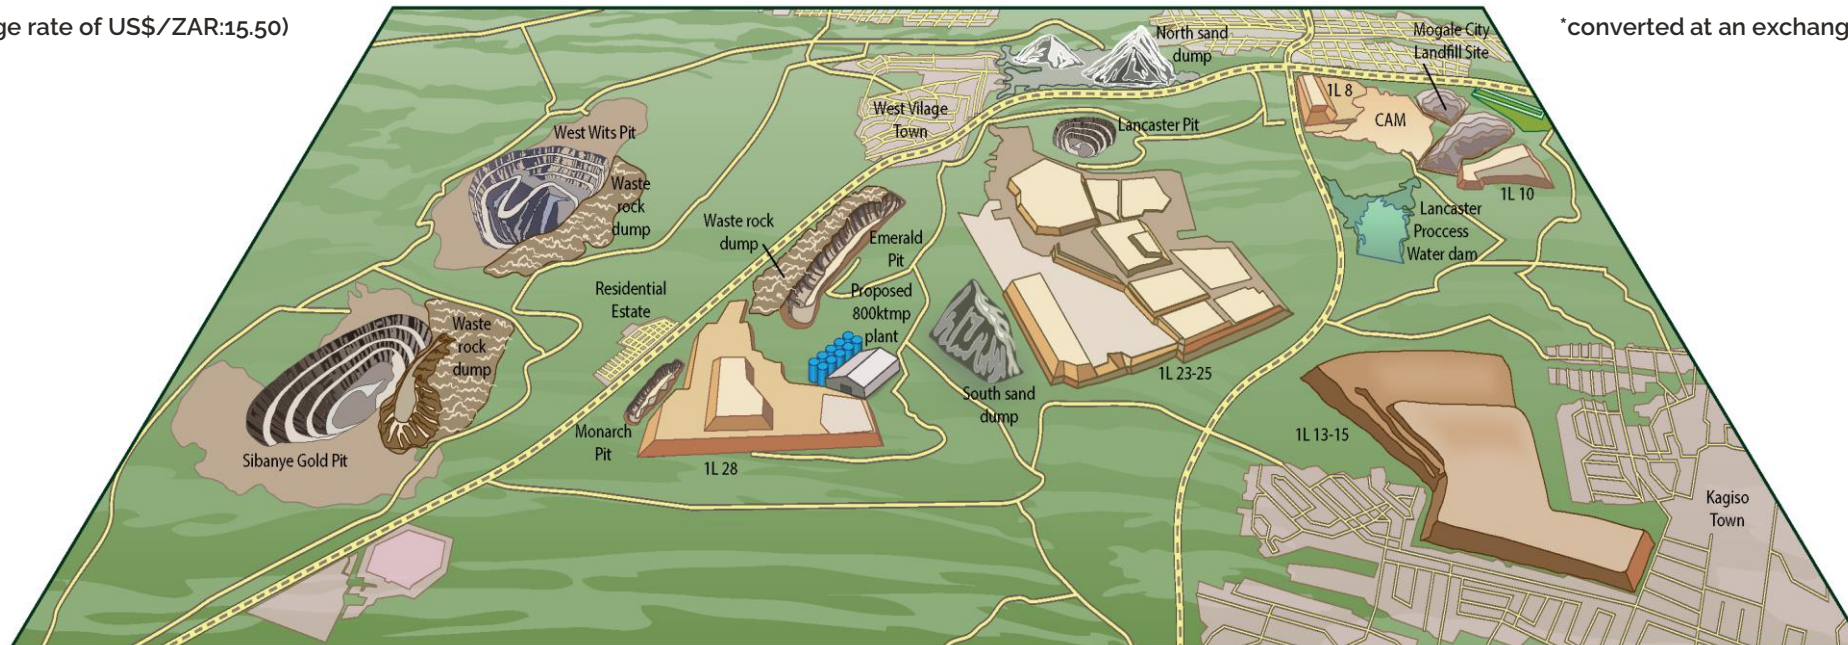 ge rate of US$/ZAR:15.50)
*converted at an exchang
North sand
dump
Mogale City
Landfill Site
1L 8
CAM
West Vilage
Town
Lancaster Pit
West Wits Pit
Waste
rock
dump
1L 10
Lancaster
Proccess
Water dam
Waste rock
dump
Emerald
Pit
Residential
Estate
Proposed
800ktmp
plant
Waste
rock
dump
1L 23-25
South sand
dump
Monarch
Pit
1L 28
Sibanye Gold Pit
1L 13-15
Kagiso
Town